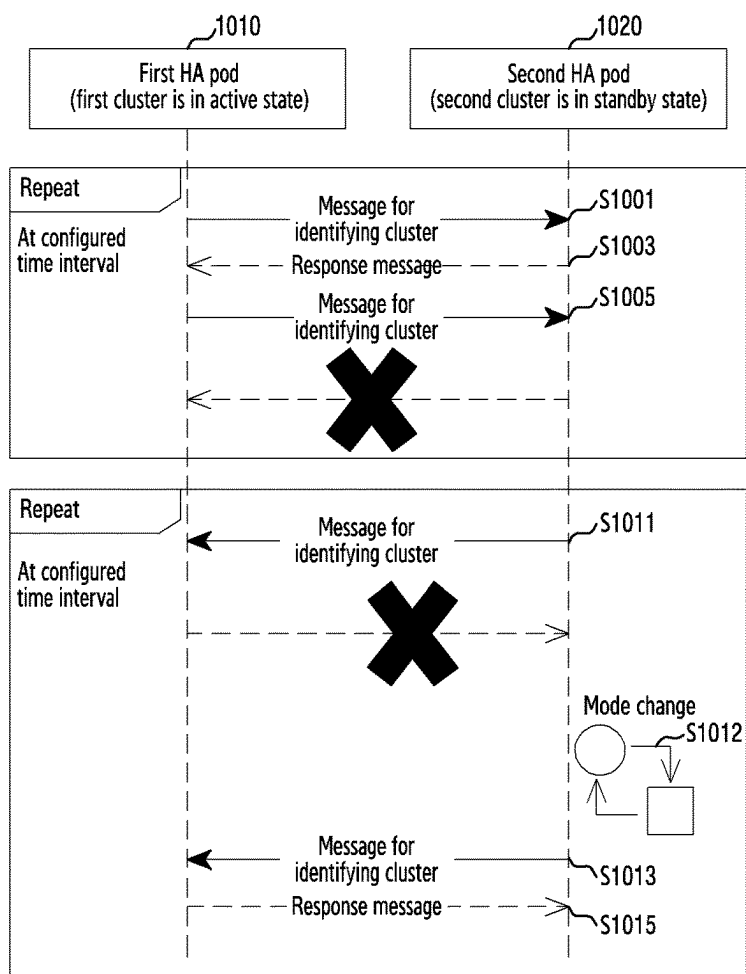 1010
1020
First HA pod
(first cluster is in active state)
Second HA pod
(second cluster is in standby state)
Repeat
At configured
time interval
Message for
identifying cluster
S1001
Response message
S1003
Message for
identifying cluster
S1005
Repeat
At configured
time interval
Message for
identifying cluster
S1011
Mode change
S1012
Message for
identifying cluster
S1013
Response message
S1015